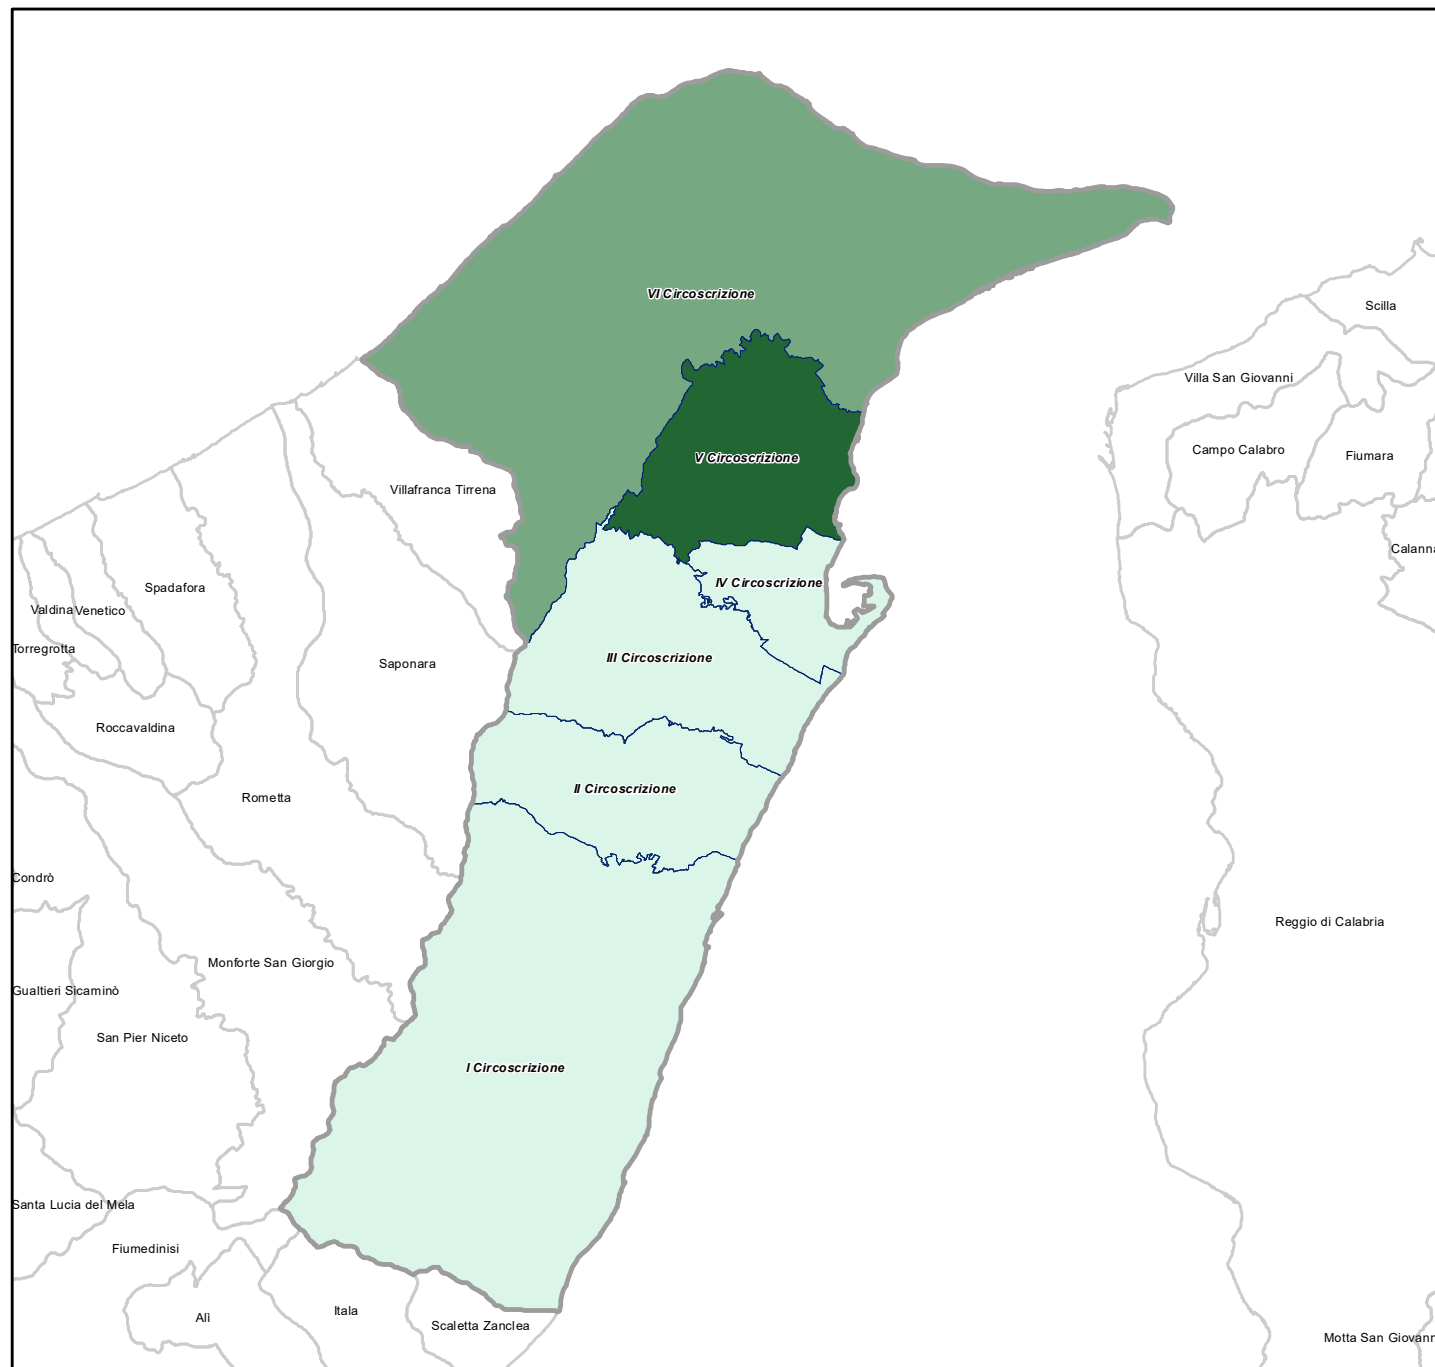 VI Circoscrizione
Scilla
Villa San Giovanni
Campo Calabro
Fiumara
V Circoscrizione
Villafranca Tirrena
Calanna
Spadafora
IV Circoscrizione
Valdina
Venetico
Torregrotta
III Circoscrizione
Saponara
Roccavaldina
II Circoscrizione
Rometta
Condrò
Reggio di Calabria
Monforte San Giorgio
Gualtieri Sicaminò
San Pier Niceto
I Circoscrizione
Santa Lucia del Mela
Fiumedinisi
Itala
Alì
Scaletta Zanclea
Motta San Giovann